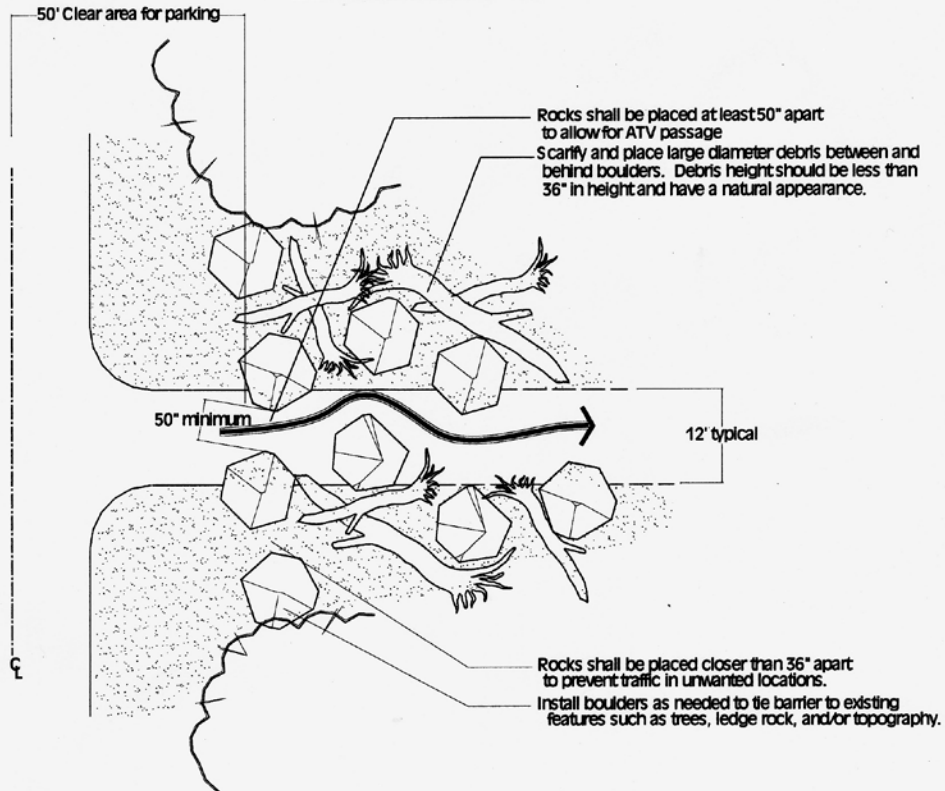 50' Clear area for parking
Rocks shall be placed at least 50" apart
to allow for ATV passage
Scarify and place large diameter debris between and
behind boulders. Debris height should be less than
36" in height and have a natural appearance.
50" minimum
12' typical
Rocks shall be placed closer than 36" apart
to prevent traffic in unwanted locations.
Install boulders as needed to tie barrier to existing
features such as trees, ledge rock, and/or topography.
℄